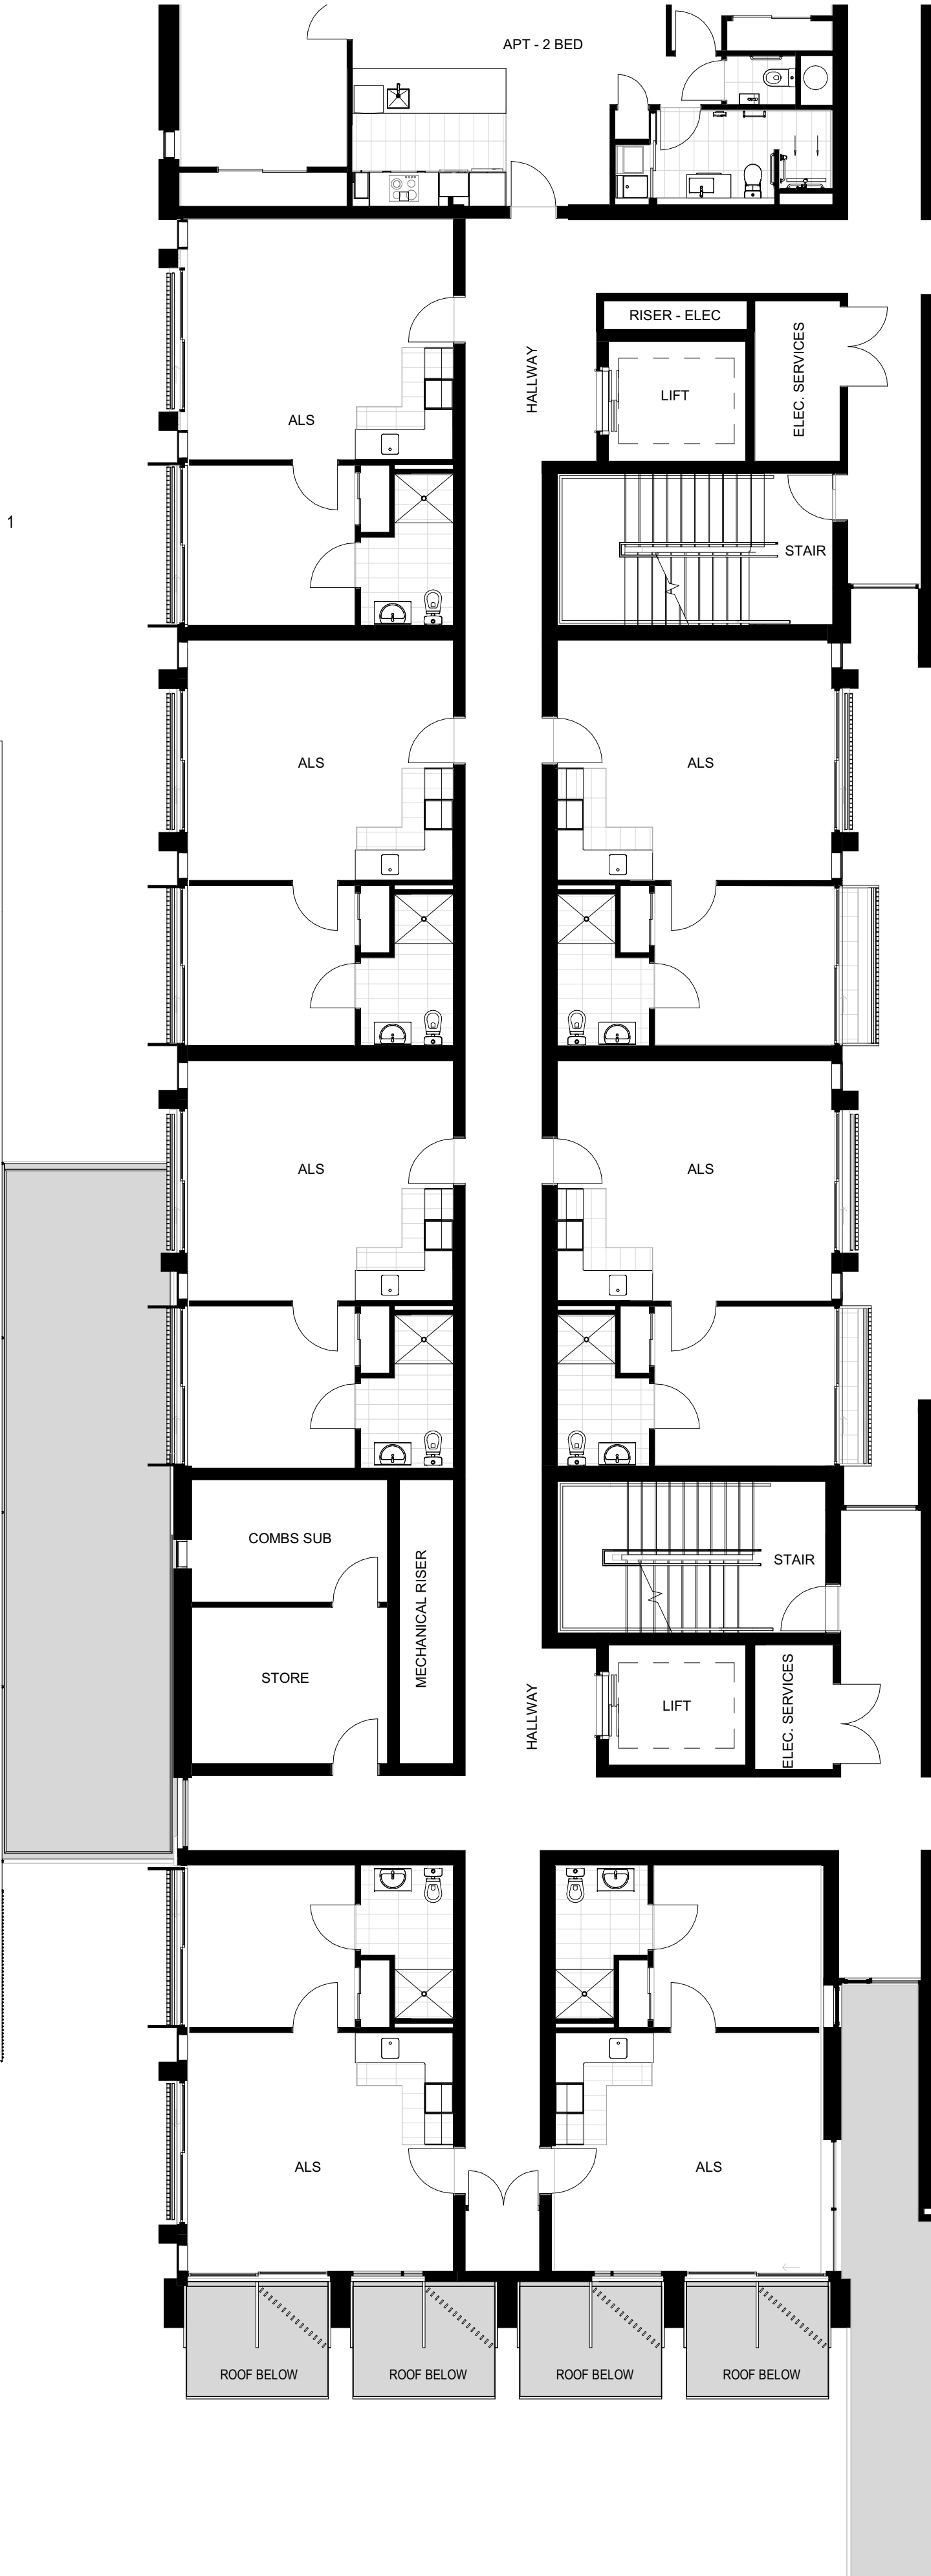 APT - 2 BED
RISER - ELEC
ELEC. SERVICES
HALLWAY
LIFT
ALS
1
STAIR
ALS
ALS
ALS
ALS
COMBS SUB
MECHANICAL RISER
STAIR
STORE
HALLWAY
LIFT
ELEC. SERVICES
ALS
ALS
ROOF BELOW
ROOF BELOW
ROOF BELOW
ROOF BELOW